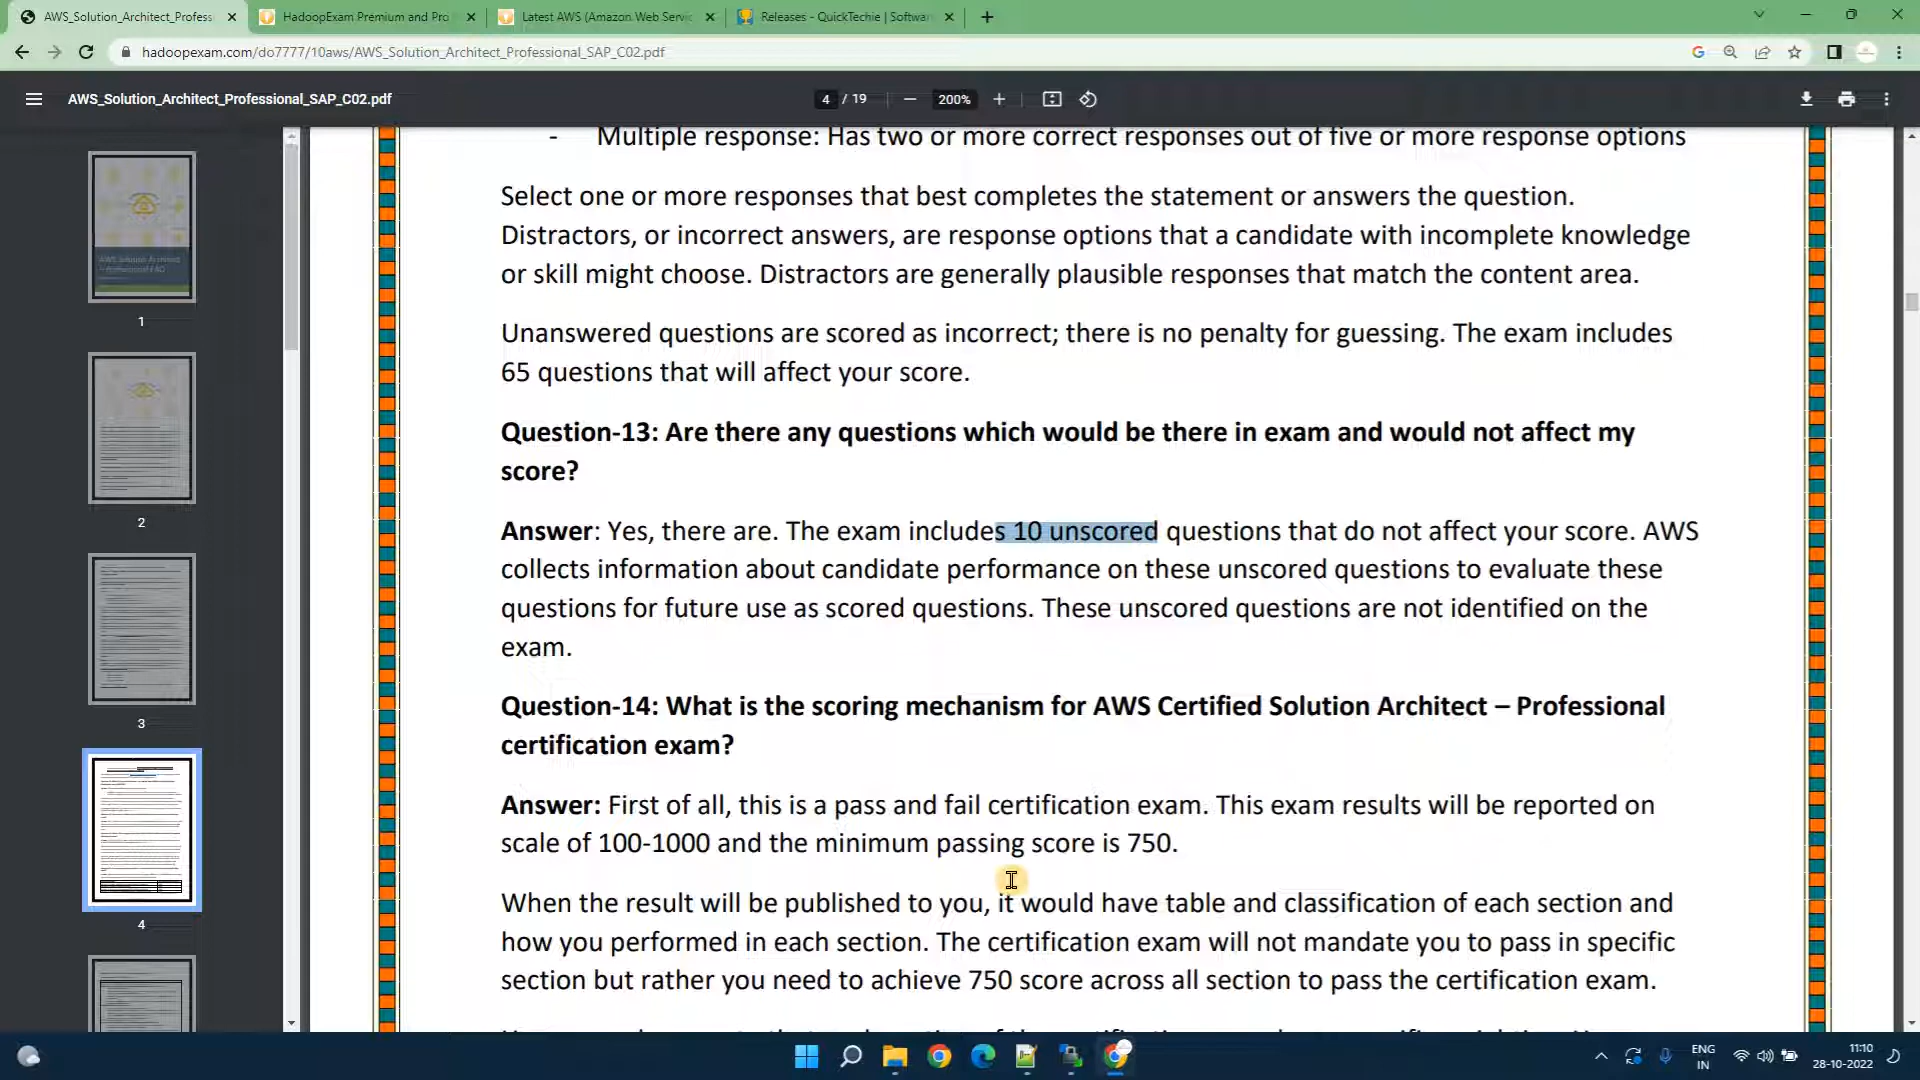 AWS_Solution_Architect_Profess
HadoopExam Premium and Pro
Latest AWS (Amazon Web Servic
Releases - QuickTechie | Softwar
hadoopexam.com/do7777/10aws/AWS_Solution_Architect_Professional_SAP_C02.pdf
AWS_Solution_Architect_Professional_SAP_C02.pdf
4 / 19
200%
- Multiple response: Has two or more correct responses out of five or more response options
Select one or more responses that best completes the statement or answers the question.
Distractors, or incorrect answers, are response options that a candidate with incomplete knowledge
or skill might choose. Distractors are generally plausible responses that match the content area.
Unanswered questions are scored as incorrect; there is no penalty for guessing. The exam includes
65 questions that will affect your score.
Question-13: Are there any questions which would be there in exam and would not affect my
score?
Answer: Yes, there are. The exam includes 10 unscored questions that do not affect your score. AWS
collects information about candidate performance on these unscored questions to evaluate these
questions for future use as scored questions. These unscored questions are not identified on the
exam.
Question-14: What is the scoring mechanism for AWS Certified Solution Architect – Professional
certification exam?
Answer: First of all, this is a pass and fail certification exam. This exam results will be reported on
scale of 100-1000 and the minimum passing score is 750.
When the result will be published to you, it would have table and classification of each section and
how you performed in each section. The certification exam will not mandate you to pass in specific
section but rather you need to achieve 750 score across all section to pass the certification exam.
1
2
3
4
ENG
IN
11:10
28-10-2022